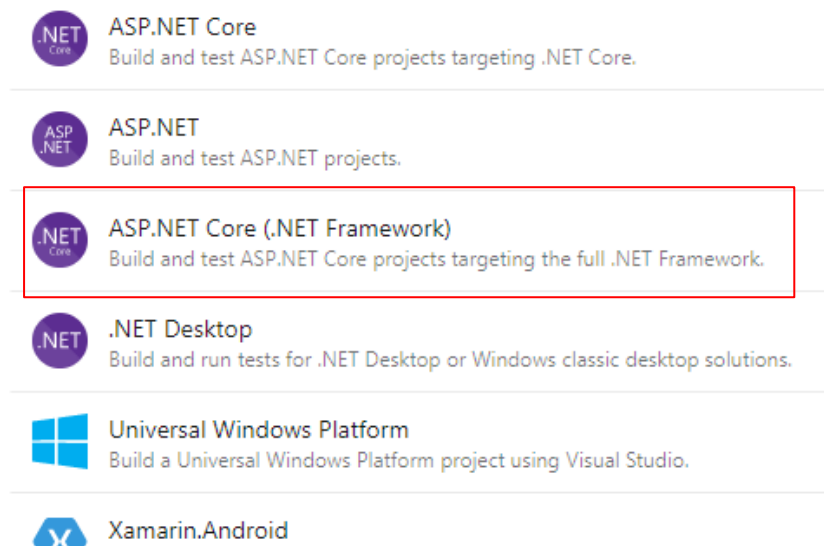 .NET
Core
ASP.NET Core
Build and test ASP.NET Core projects targeting .NET Core.
ASP
.NET
ASP.NET
Build and test ASP.NET projects.
.NET
Core
ASP.NET Core (.NET Framework)
Build and test ASP.NET Core projects targeting the full .NET Framework.
.NET
.NET Desktop
Build and run tests for .NET Desktop or Windows classic desktop solutions.
Universal Windows Platform
Build a Universal Windows Platform project using Visual Studio.
Xamarin.Android